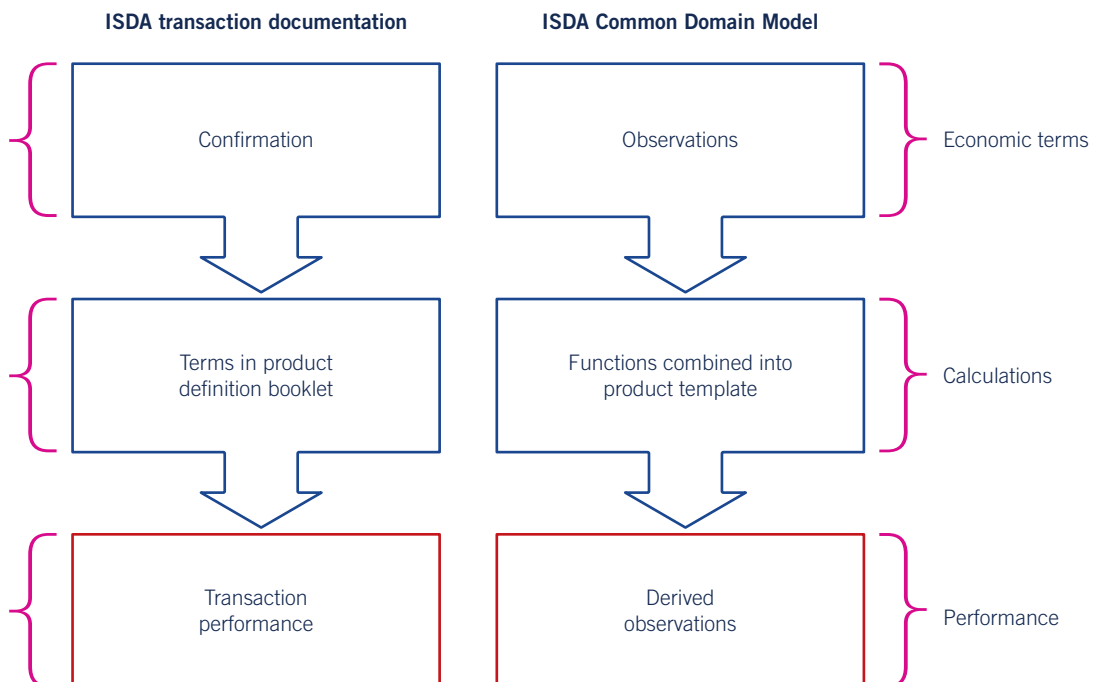 ISDA transaction documentation
ISDA Common Domain Model
Confirmation
Observations
Economic terms
Terms in product
definition booklet
Functions combined into
product template
Calculations
Transaction
performance
Derived
observations
Performance